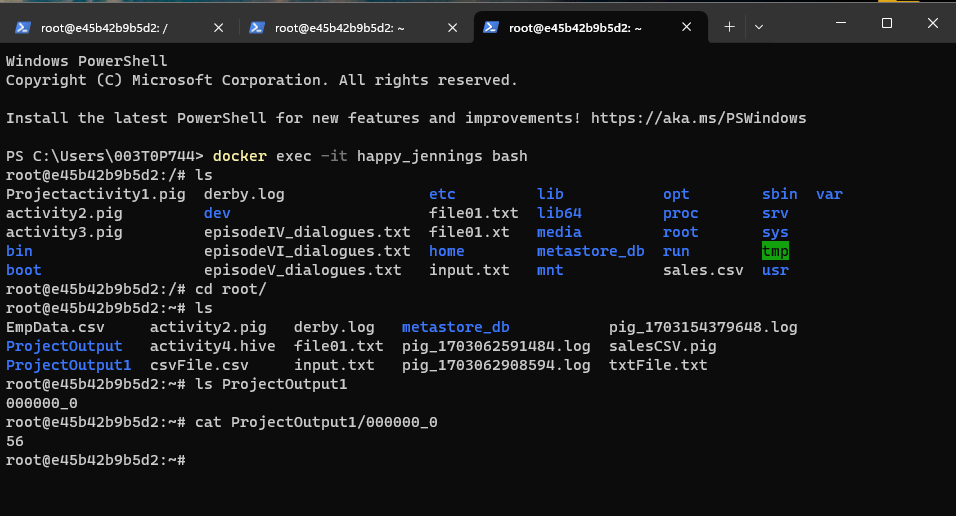 root@e45b42b9b5d2: / root@e45b42b9b5d2: ~ root@e45b42b9b5d2: ~
Windows PowerShell
Copyright (C) Microsoft Corporation. All rights reserved.
Install the latest PowerShell for new features and improvements! https://aka.ms/PSWindows
PS C:\Users\003T0P744> docker exec -it happy_jennings bash
root@e45b42b9b5d2:/# ls
Projectactivity1.pig derby.log etc lib opt sbin var
activity2.pig dev file01.txt lib64 proc srv
activity3.pig episodeIV_dialogues.txt file01.xt media root sys
bin episodeVI_dialogues.txt home metastore_db run tmp
boot episodeV_dialogues.txt input.txt mnt sales.csv usr
root@e45b42b9b5d2:/# cd root/
root@e45b42b9b5d2:~# ls
EmpData.csv activity2.pig derby.log metastore_db pig_1703154379648.log
ProjectOutput activity4.hive file01.txt pig_1703062591484.log salesCSV.pig
ProjectOutput1 csvFile.csv input.txt pig_1703062908594.log txtFile.txt
root@e45b42b9b5d2:~# ls ProjectOutput1
000000_0
root@e45b42b9b5d2:~# cat ProjectOutput1/000000_0
56
root@e45b42b9b5d2:~#